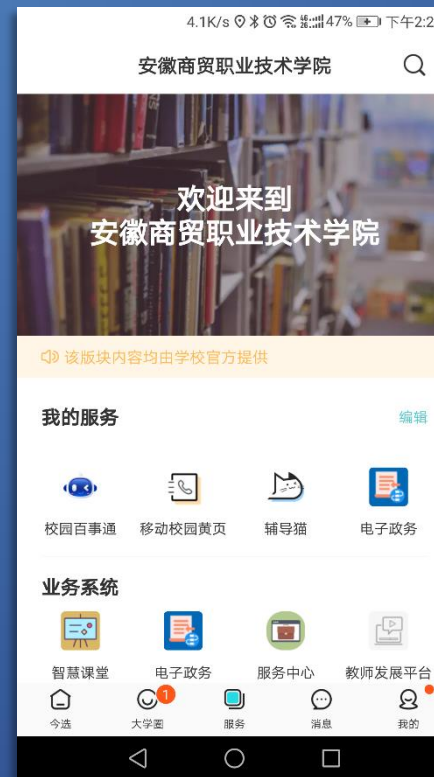 4.1K/s 47% 下午2:2
安徽商贸职业技术学院
欢迎来到
安徽商贸职业技术学院
该版块内容均由学校官方提供
我的服务 编辑
校园百事通 移动校园黄页 辅导猫 电子政务
业务系统
智慧课堂 电子政务 服务中心 教师发展平台
1
今选 大学圈 服务 消息 我的